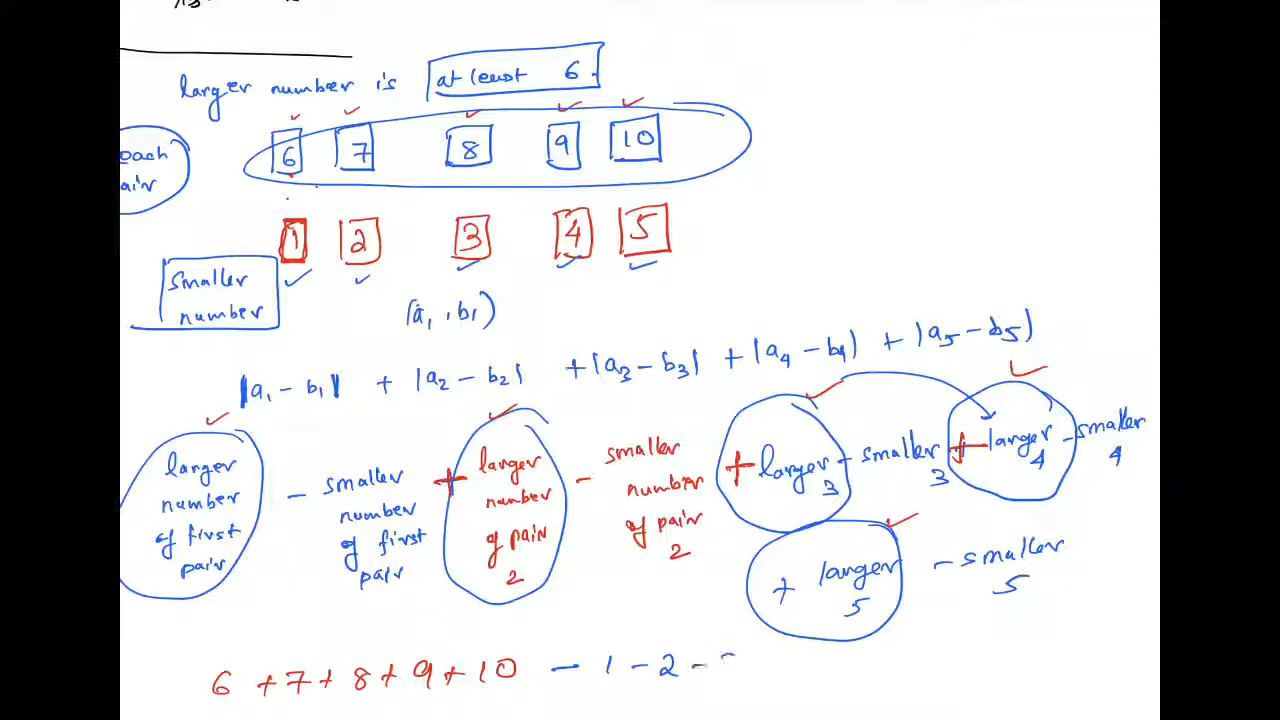 larger number is at least 6.
6 7 8 9 10
1 2 3 4 5
smaller
number
(a1, b1)
|a1 - b1| + |a2 - b2| + |a3 - b3| + |a4 - b4| + |a5 - b5|
larger
number
of first
pair
- smaller
number
of first
pair
+ larger
number
of pair
2
- smaller
number
of pair
2
+ larger 3 - smaller 3 + larger 4 - smaller 4
+ larger 5 - smaller 5
6 + 7 + 8 + 9 + 10 - 1 - 2 -